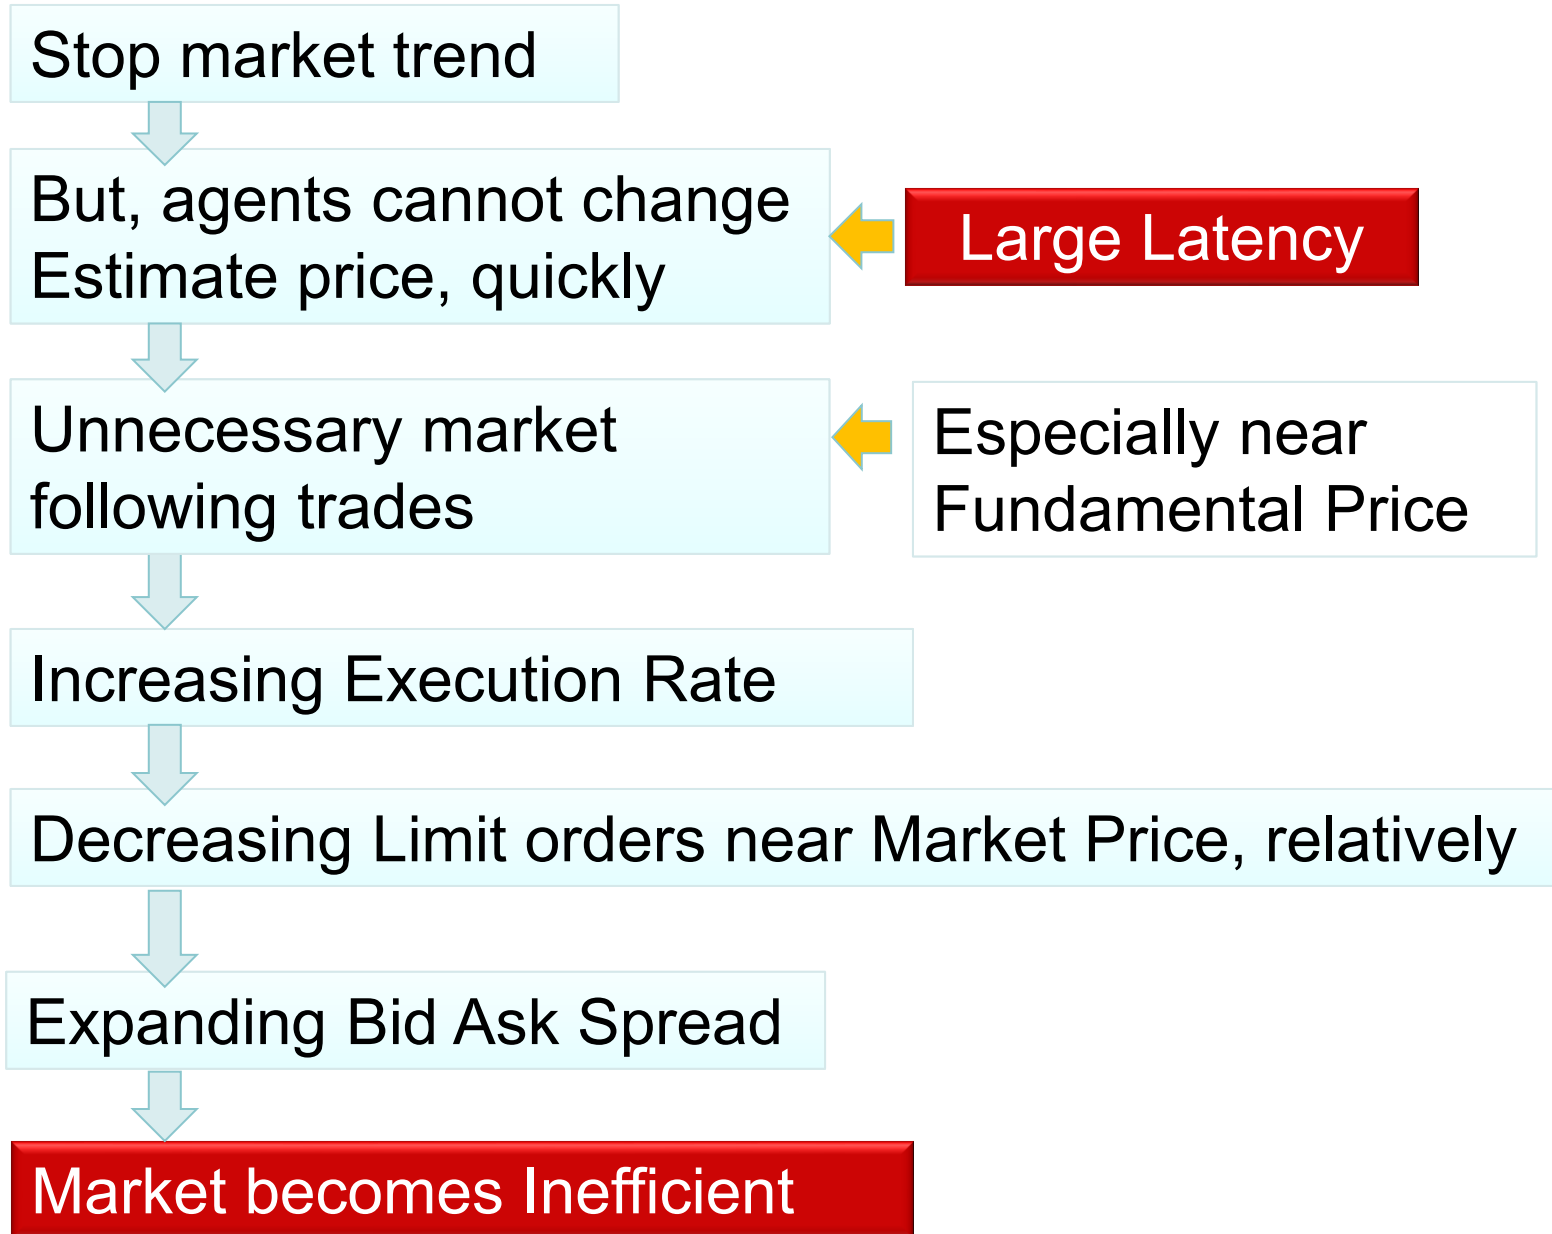 Stop market trend
But, agents cannot change
Estimate price, quickly
Large Latency
Unnecessary market
following trades
Especially near
Fundamental Price
Increasing Execution Rate
Decreasing Limit orders near Market Price, relatively
Expanding Bid Ask Spread
Market becomes Inefficient